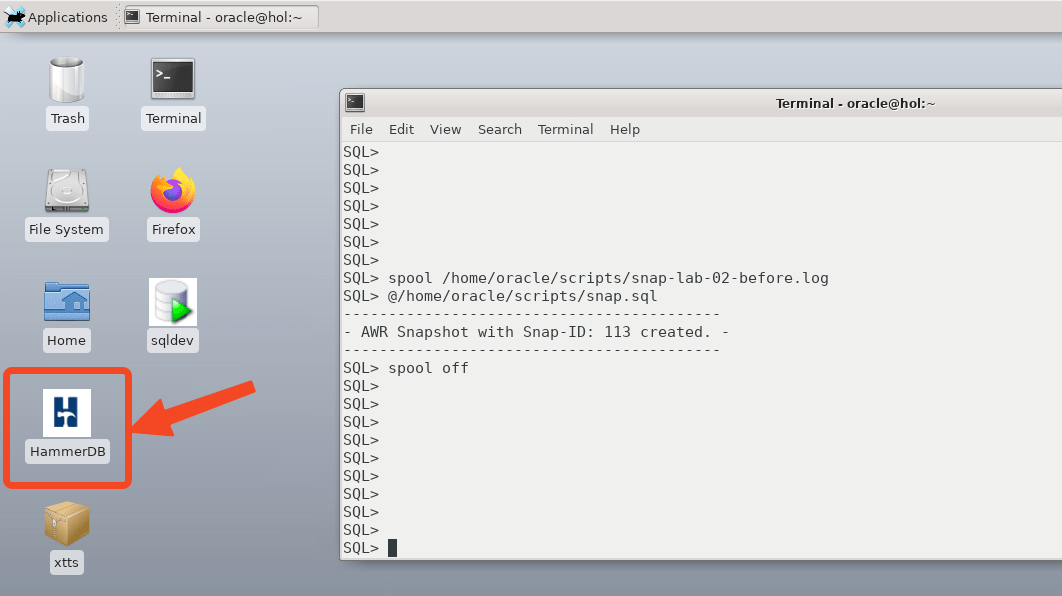 Applications
Terminal - oracle@hol:~
Trash
Terminal
File System
Firefox
Home
sqldev
HammerDB
xtts
Terminal - oracle@hol:~
File Edit View Search Terminal Help
SQL>
SQL>
SQL>
SQL>
SQL>
SQL>
SQL>
SQL> spool /home/oracle/scripts/snap-lab-02-before.log
SQL> @/home/oracle/scripts/snap.sql
------------------------------------------
- AWR Snapshot with Snap-ID: 113 created. -
------------------------------------------
SQL> spool off
SQL>
SQL>
SQL>
SQL>
SQL>
SQL>
SQL>
SQL>
SQL>
SQL>